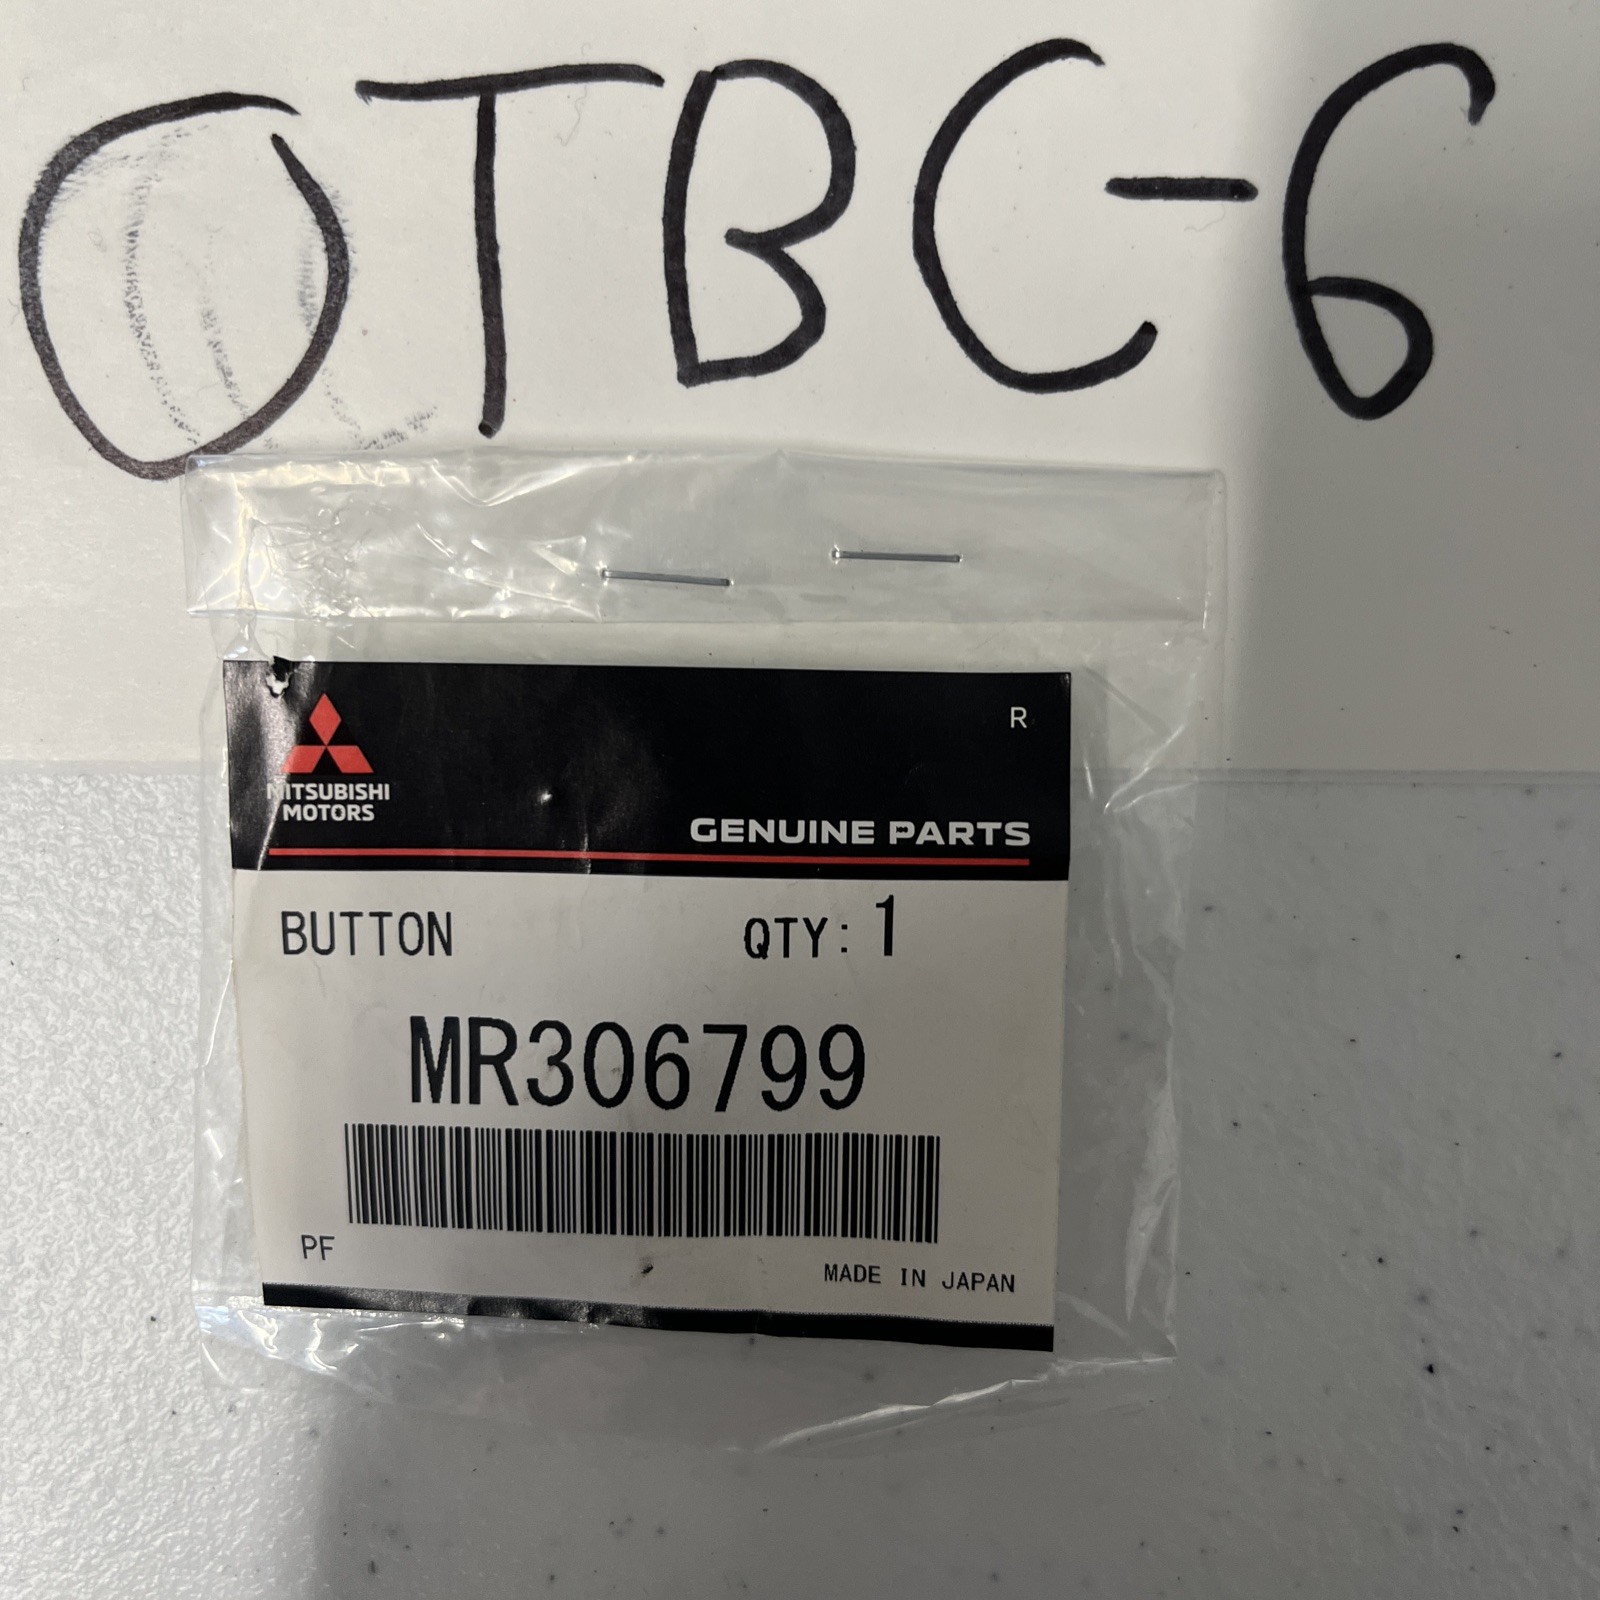 OTBC-6
R
MITSUBISHI
MOTORS
GENUINE PARTS
BUTTON QTY: 1
MR306799
PF
MADE IN JAPAN